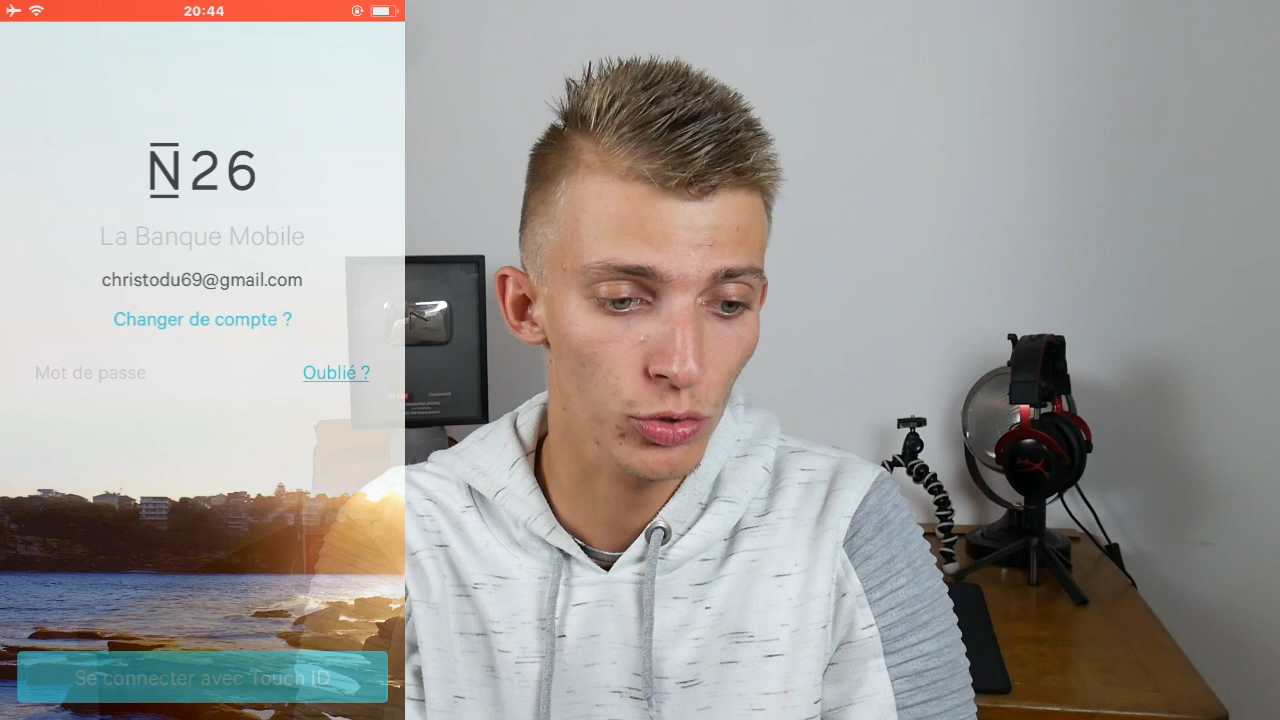 20:44
N26
La Banque Mobile
christodu69@gmail.com
Changer de compte ?
Mot de passe
Oublié ?
Se connecter avec Touch ID